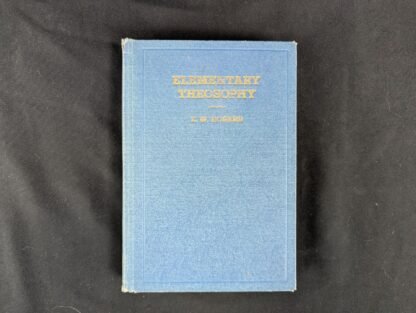 ELEMENTARY
THEOSOPHY
L. W. ROGERS